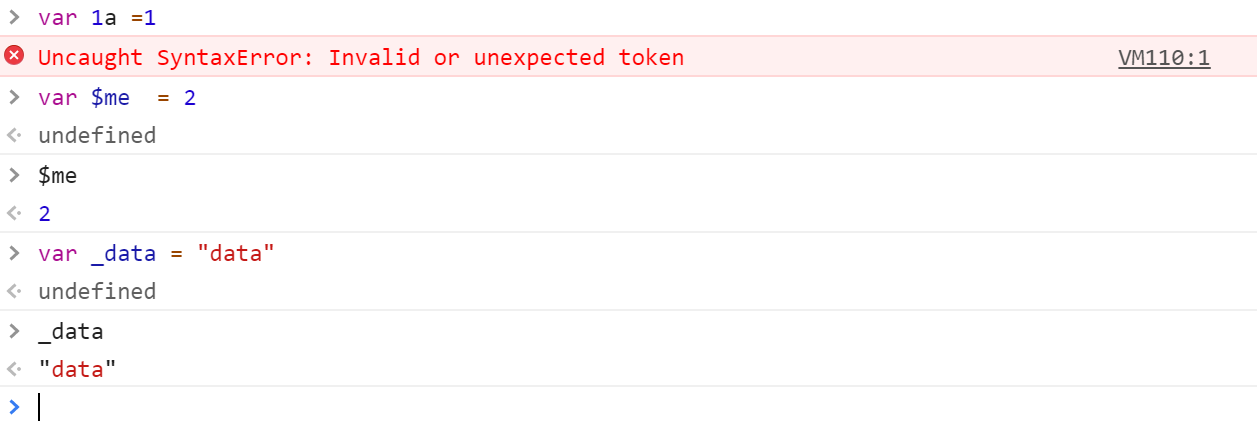 > var 1a =1
Uncaught SyntaxError: Invalid or unexpected token VM110:1
> var $me  = 2
undefined
> $me
2
> var _data = "data"
undefined
> _data
"data"
>